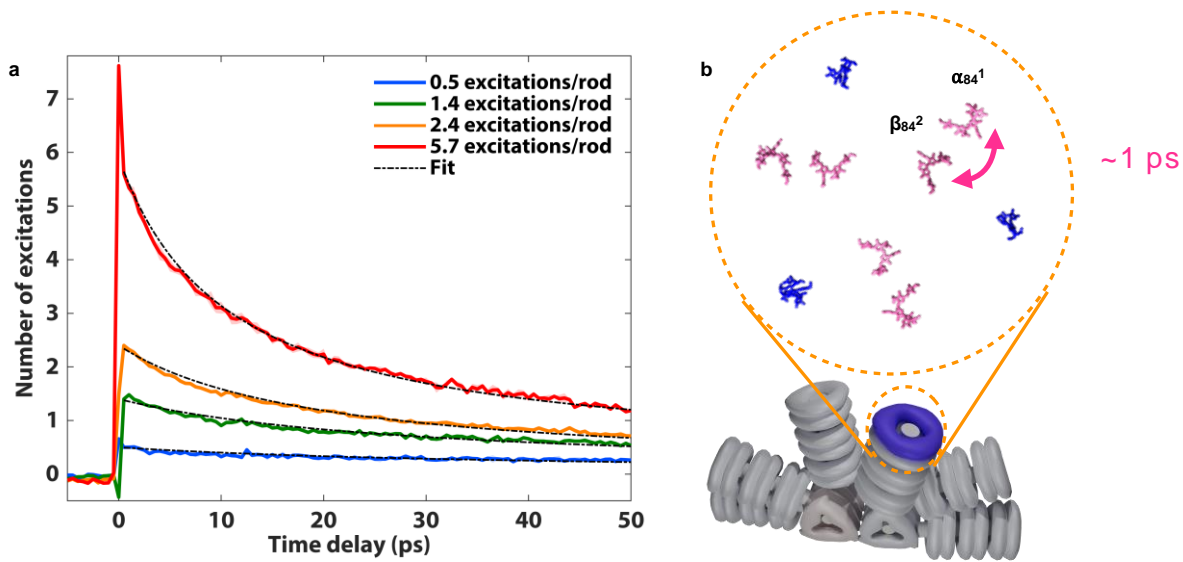 a
Number of excitations
7
6
5
4
3
2
1
0
0.5 excitations/rod
1.4 excitations/rod
2.4 excitations/rod
5.7 excitations/rod
Fit
0 10 20 30 40 50
Time delay (ps)
b
α₈₄¹
β₈₄²
~1 ps